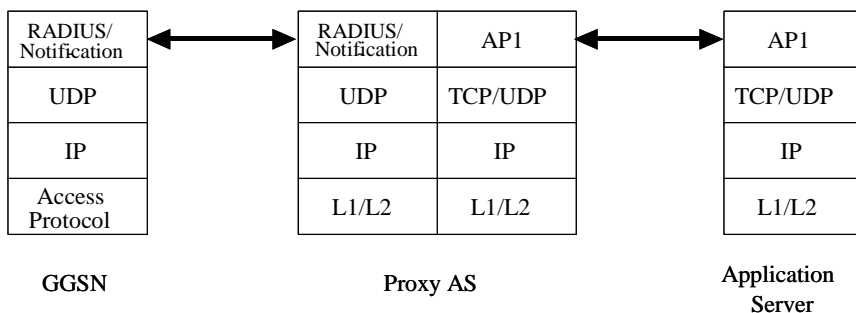 RADIUS/
Notification
RADIUS/
Notification
AP1
AP1
UDP
UDP
TCP/UDP
TCP/UDP
IP
IP
IP
IP
Access
Protocol
L1/L2
L1/L2
L1/L2
GGSN
Proxy AS
Application
Server